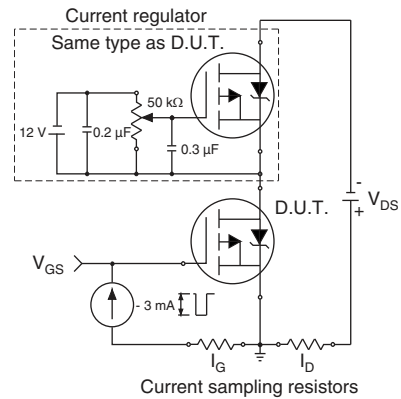 Current regulator
Same type as D.U.T.
50 kΩ
12 V
0.2 µF
0.3 µF
-
+
V_DS
D.U.T.
V_GS
- 3 mA
I_G
I_D
Current sampling resistors